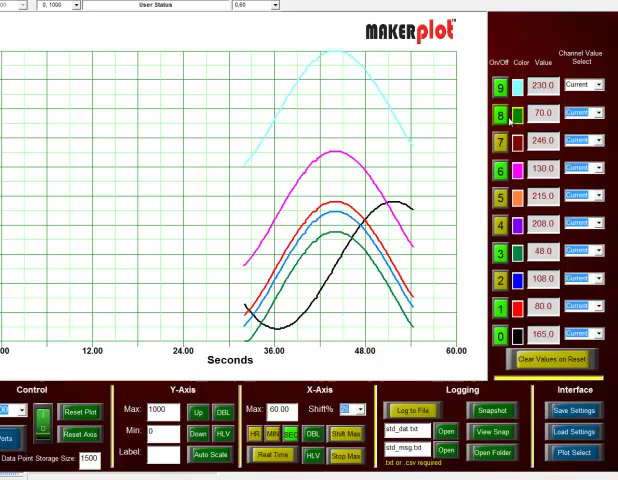 00 0, 1000 User Status 0,60
MAKERplot™
Channel Value
On/Off Color Value Select
9 230.0 Current
8 70.0 Current
7 246.0 Current
6 130.0 Current
5 215.0 Current
4 208.0 Current
3 48.0 Current
2 108.0 Current
1 80.0 Current
0 165.0 Current
00 12.00 24.00 36.00 48.00 60.00
Seconds
Clear Values on Reset
Control Y-Axis X-Axis Logging Interface
00 Reset Plot Max: 1000 Up DBL Max: 60.00 Shift% 25 Log to File Snapshot Save Settings
Ports Reset Axis Min: 0 Down HLV HR MIN SEC DBL Shift Max std_dat.txt Open View Snap Load Settings
Data Point Storage Size: 1500 Label: Auto Scale Real Time HLV Stop Max std_msg.txt Open Open Folder Plot Select
.txt or .csv required